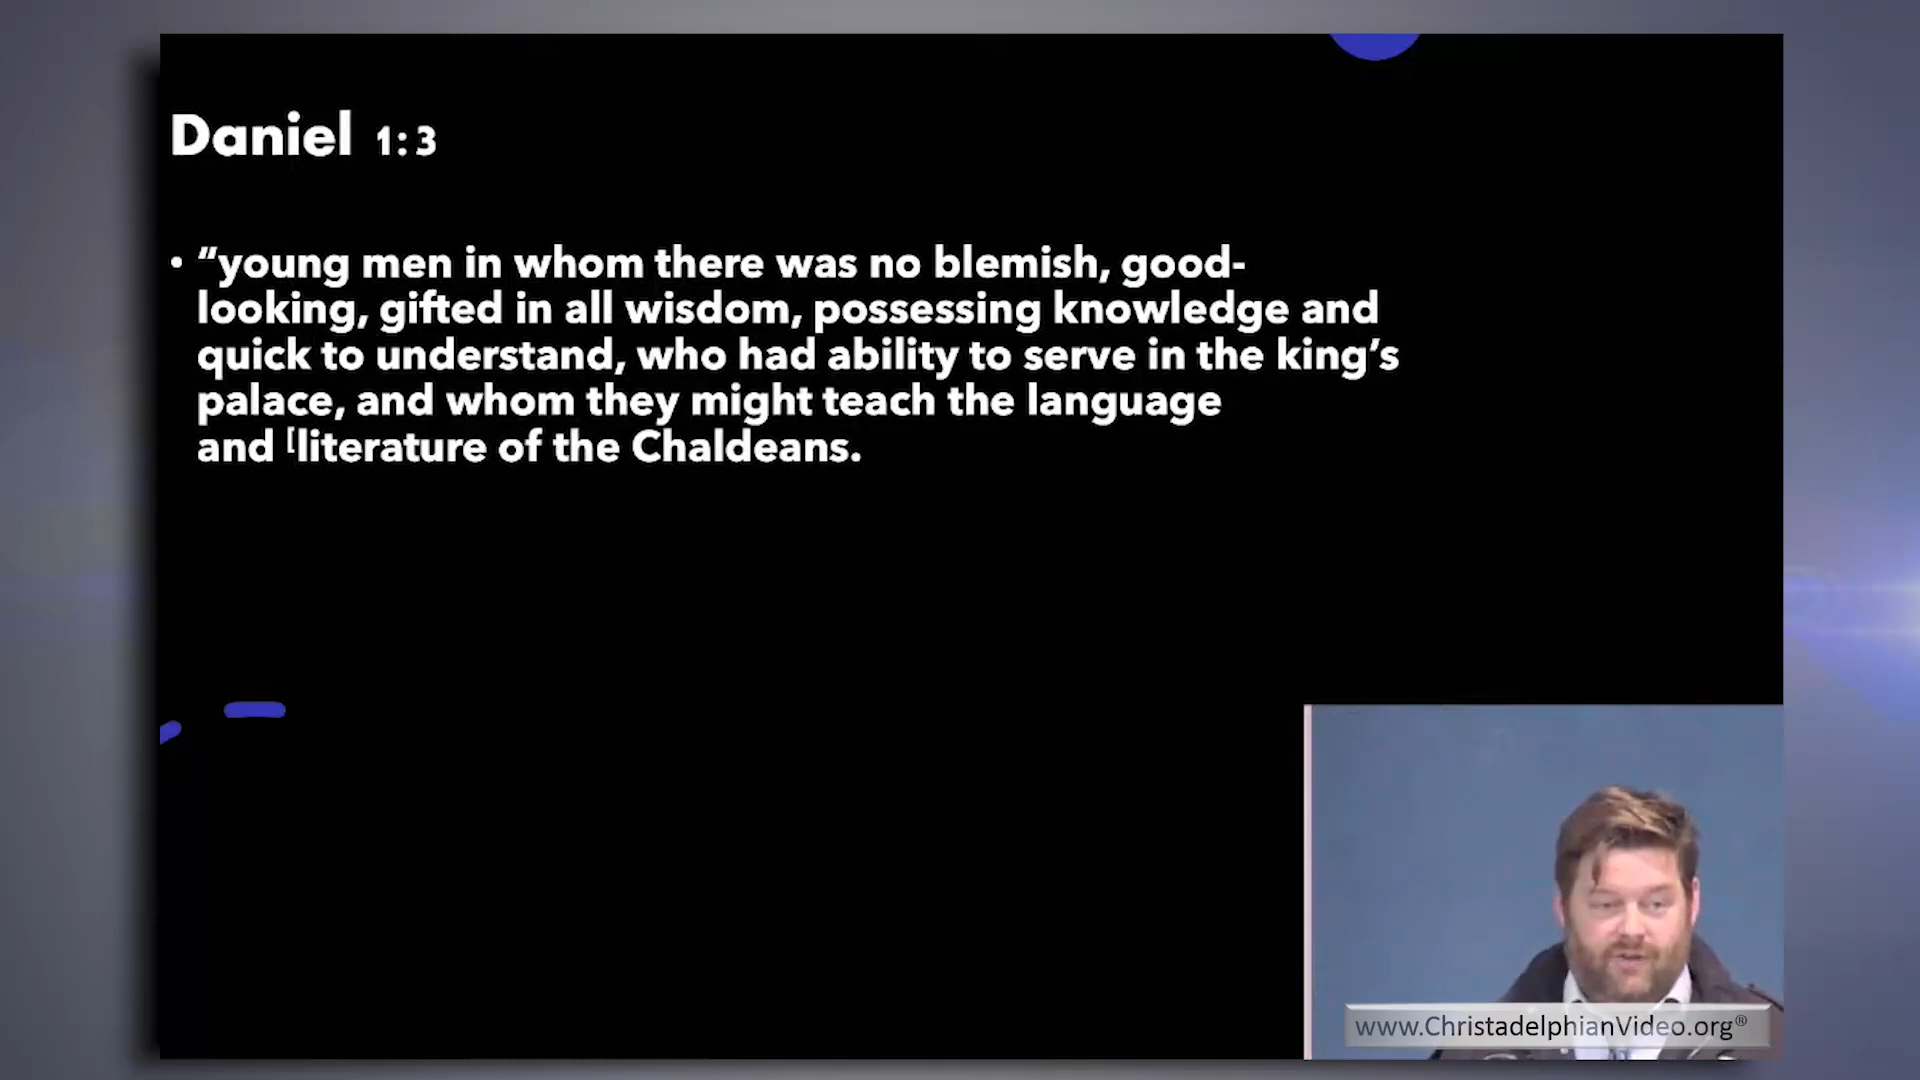 Daniel 1:3
• “young men in whom there was no blemish, good-
looking, gifted in all wisdom, possessing knowledge and
quick to understand, who had ability to serve in the king’s
palace, and whom they might teach the language
and [literature of the Chaldeans.
www.ChristadelphianVideo.org®